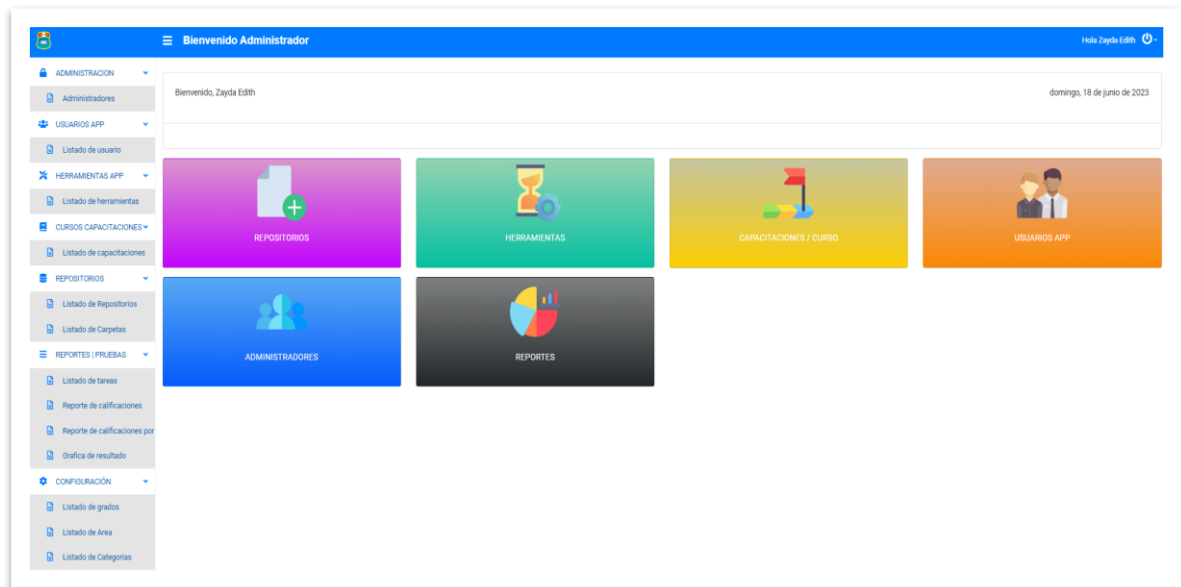 Bienvenido Administrador
Hola Zayda Edith
ADMINISTRACION
Administradores
USUARIOS APP
Listado de usuario
HERRAMIENTAS APP
Listado de herramientas
CURSOS CAPACITACIONES
Listado de capacitaciones
REPOSITORIOS
Listado de Repositorios
Listado de Carpetas
REPORTES | PRUEBAS
Listado de tareas
Reporte de calificaciones
Reporte de calificaciones por
Grafica de resultado
CONFIGURACIÓN
Listado de grados
Listado de Area
Listado de Categorias
Bienvenido, Zayda Edith
domingo, 18 de junio de 2023
REPOSITORIOS
HERRAMIENTAS
CAPACITACIONES / CURSO
USUARIOS APP
ADMINISTRADORES
REPORTES